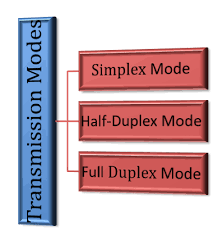 Transmission Modes
Simplex Mode
Half-Duplex Mode
Full Duplex Mode